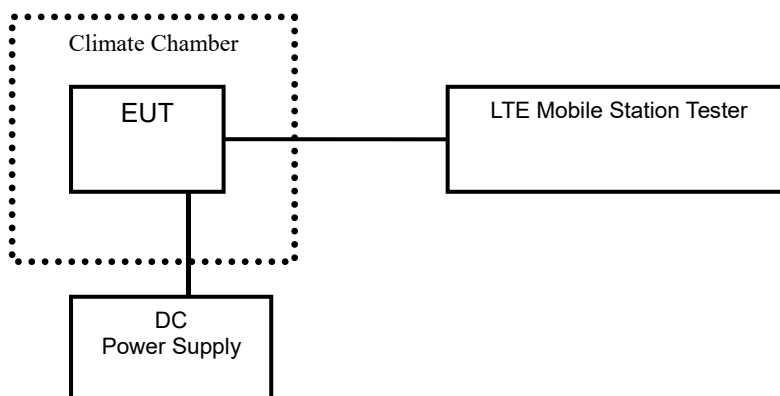 Climate Chamber
EUT
LTE Mobile Station Tester
DC
Power Supply